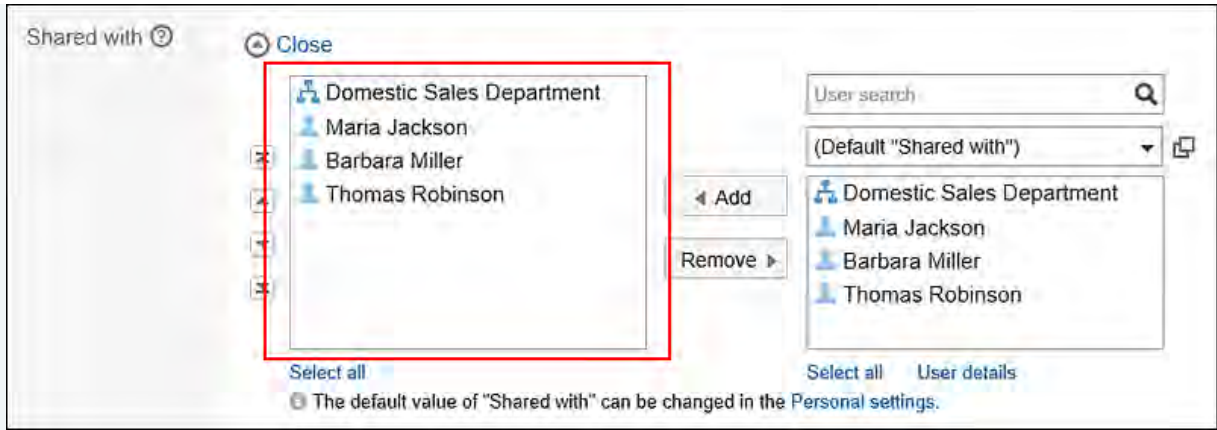 Shared with
Close
Domestic Sales Department
Maria Jackson
Barbara Miller
Thomas Robinson
Select all
Add
Remove
User search
(Default "Shared with")
Domestic Sales Department
Maria Jackson
Barbara Miller
Thomas Robinson
Select all User details
The default value of "Shared with" can be changed in the Personal settings.